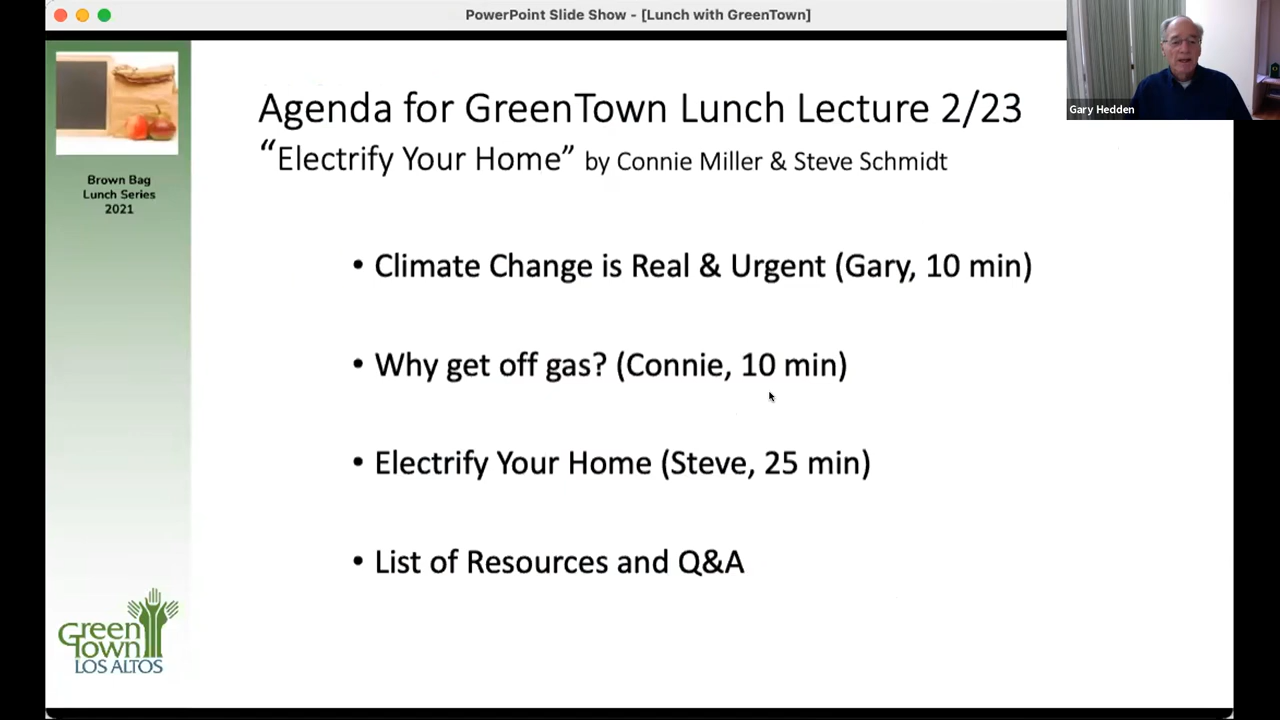 PowerPoint Slide Show - [Lunch with GreenTown]
Gary Hedden
Brown Bag
Lunch Series
2021
Agenda for GreenTown Lunch Lecture 2/23
“Electrify Your Home” by Connie Miller & Steve Schmidt
• Climate Change is Real & Urgent (Gary, 10 min)
• Why get off gas? (Connie, 10 min)
• Electrify Your Home (Steve, 25 min)
• List of Resources and Q&A
Green
Town
LOS ALTOS